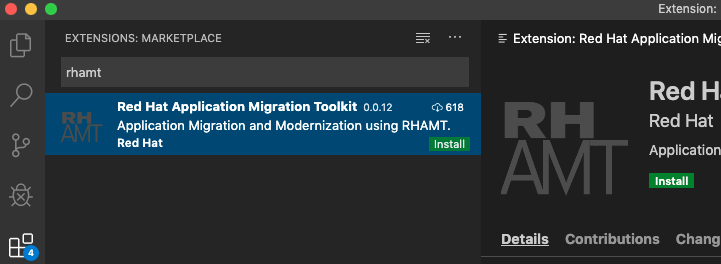 Extension:
EXTENSIONS: MARKETPLACE
rhamt
RH
AMT
Red Hat Application Migration Toolkit 0.0.12 618
Application Migration and Modernization using RHAMT.
Red Hat Install
4
Extension: Red Hat Application Mig
RH
AMT
Red H
Red Hat
Application
Install
Details Contributions Chang